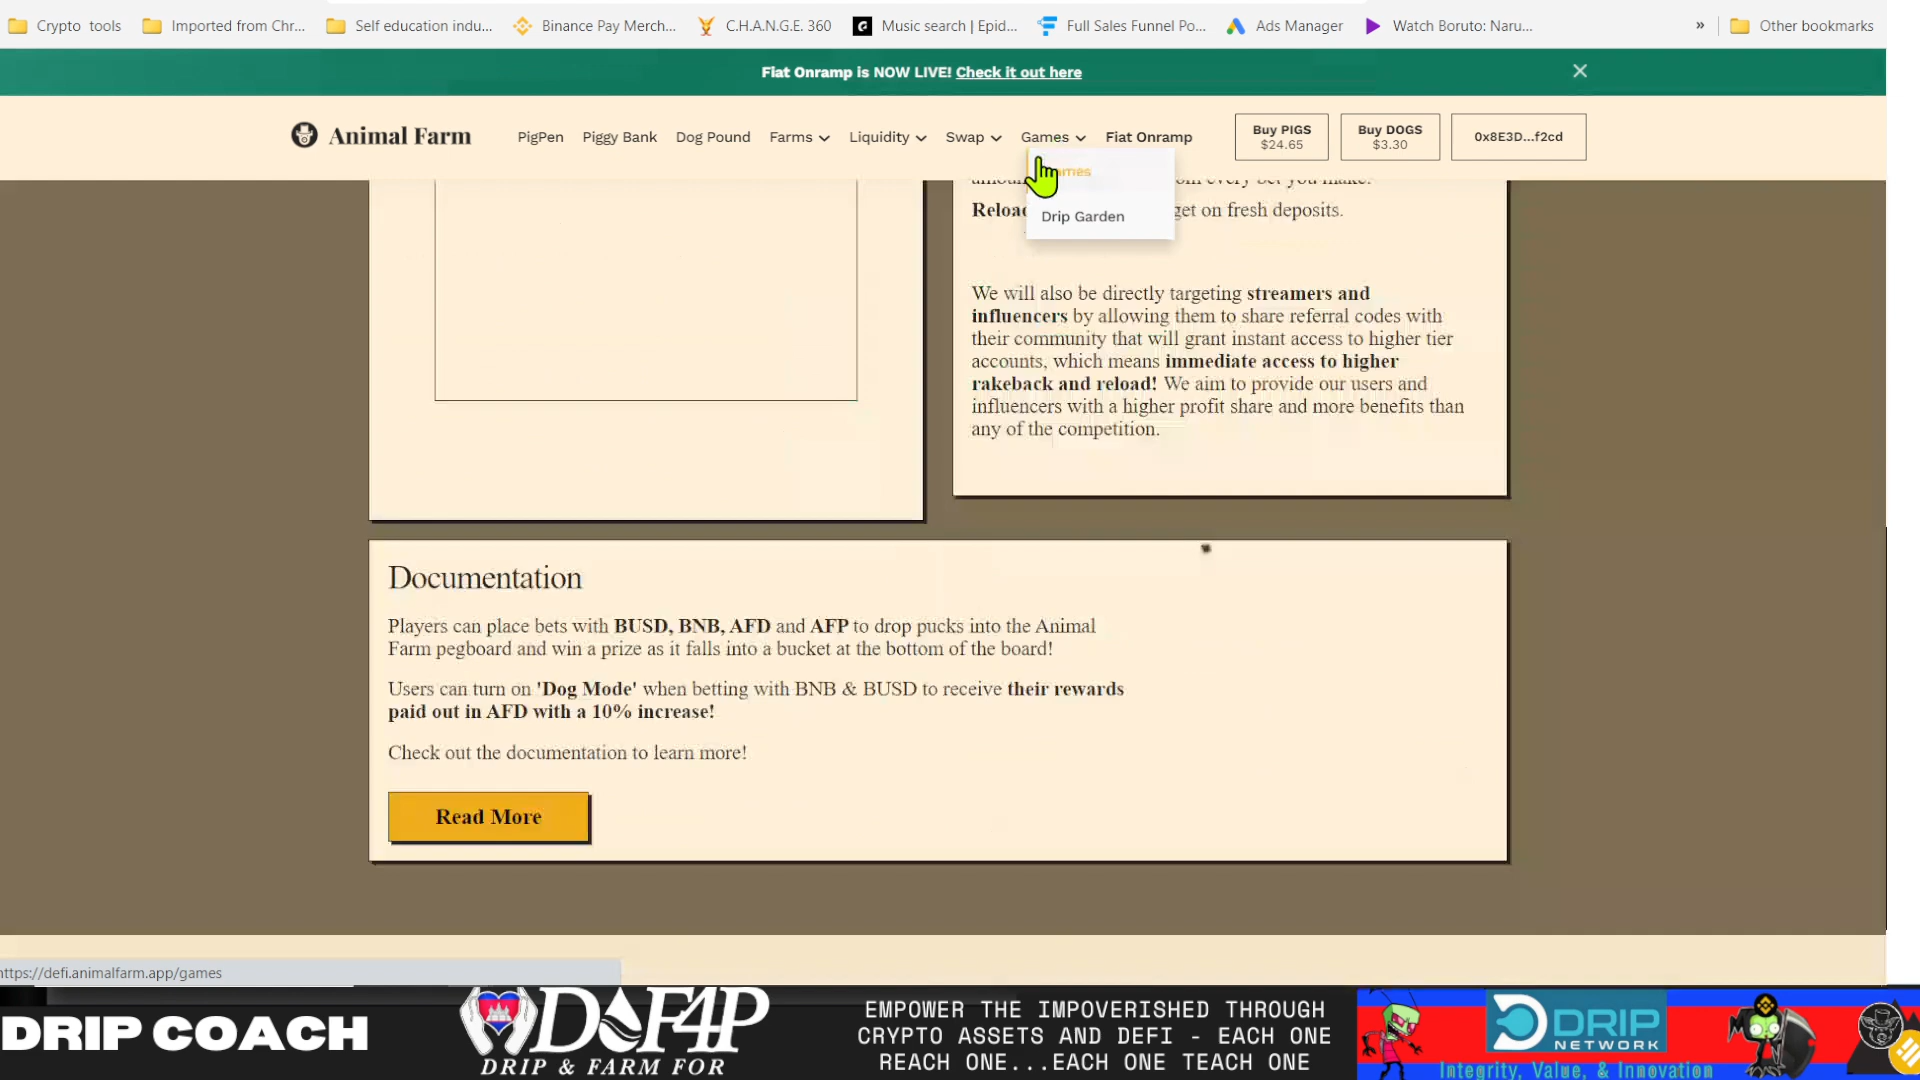 Crypto tools
Imported from Chr...
Self education indu...
Binance Pay Merch...
C.H.A.N.G.E. 360
Music search | Epid...
Full Sales Funnel Po...
Ads Manager
Watch Boruto: Naru...
»
Other bookmarks
Fiat Onramp is NOW LIVE! Check it out here
Animal Farm
PigPen
Piggy Bank
Dog Pound
Farms
Liquidity
Swap
Games
Fiat Onramp
Buy PIGS
$24.65
Buy DOGS
$3.30
0x8E3D...f2cd
Drip Garden
from every bet you make.
get on fresh deposits.
We will also be directly targeting streamers and
influencers by allowing them to share referral codes with
their community that will grant instant access to higher tier
accounts, which means immediate access to higher
rakeback and reload! We aim to provide our users and
influencers with a higher profit share and more benefits than
any of the competition.
Documentation
Players can place bets with BUSD, BNB, AFD and AFP to drop pucks into the Animal
Farm pegboard and win a prize as it falls into a bucket at the bottom of the board!
Users can turn on 'Dog Mode' when betting with BNB & BUSD to receive their rewards
paid out in AFD with a 10% increase!
Check out the documentation to learn more!
Read More
https://defi.animalfarm.app/games
DRIP COACH
D&F4P
DRIP & FARM FOR
EMPOWER THE IMPOVERISHED THROUGH
CRYPTO ASSETS AND DEFI - EACH ONE
REACH ONE...EACH ONE TEACH ONE
DRIP
NETWORK
Integrity, Value, & Innovation